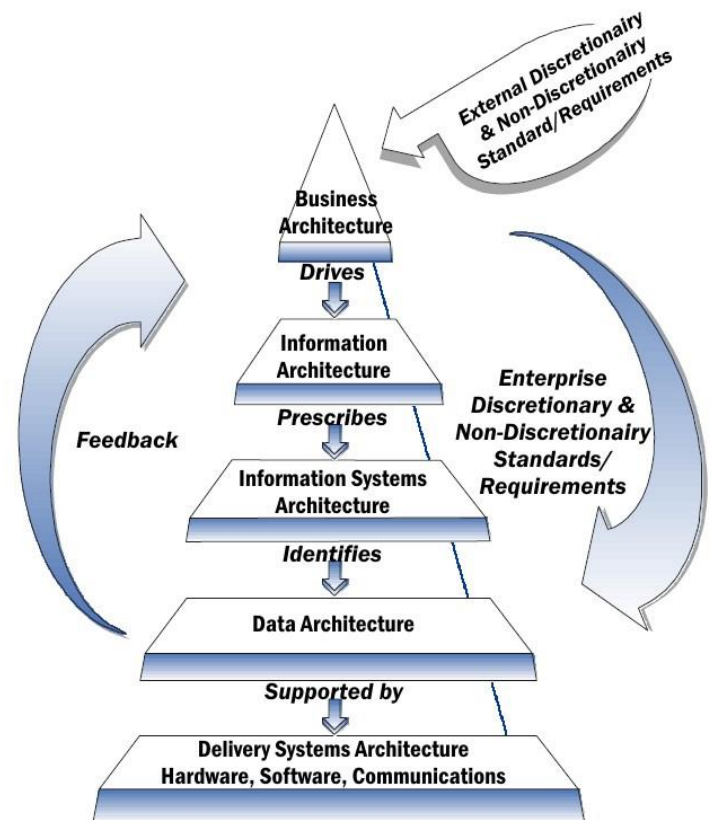 External Discretionairy
& Non-Discretionairy
Standard/Requirements
Business
Architecture
Drives
Information
Architecture
Prescribes
Information Systems
Architecture
Identifies
Data Architecture
Supported by
Delivery Systems Architecture
Hardware, Software, Communications
Feedback
Enterprise
Discretionary &
Non-Discretionairy
Standards/
Requirements